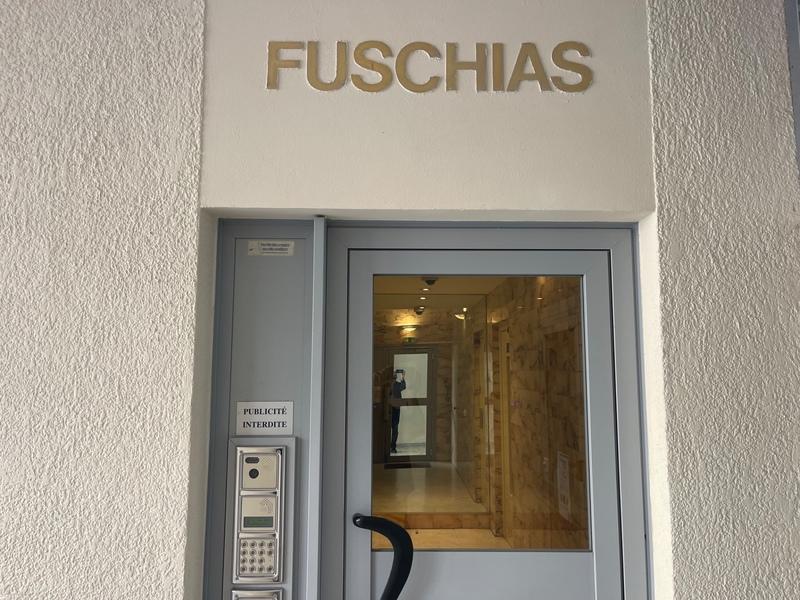 FUSCHIAS
PUBLICITÉ
INTERDITE